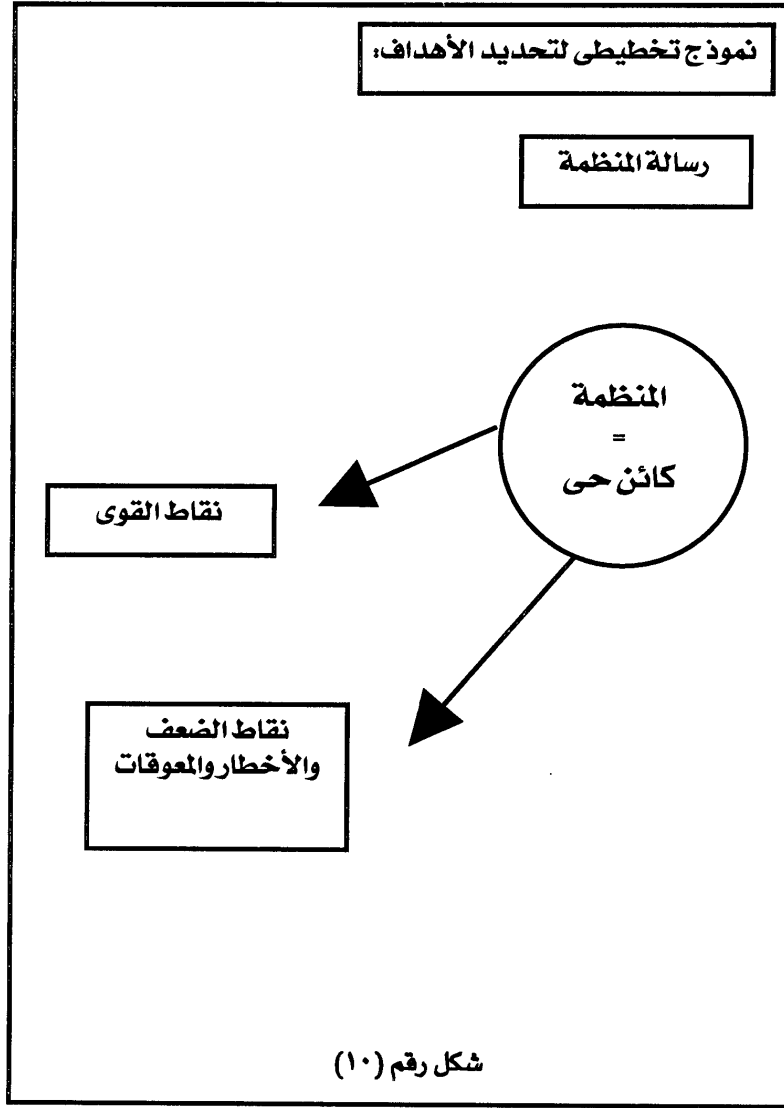 نموذج تخطيطى لتحديد الأهداف:
رسالة المنظمة
المنظمة
=
كائن حى
نقاط القوى
نقاط الضعف
والأخطار والمعوقات
شكل رقم (١٠)